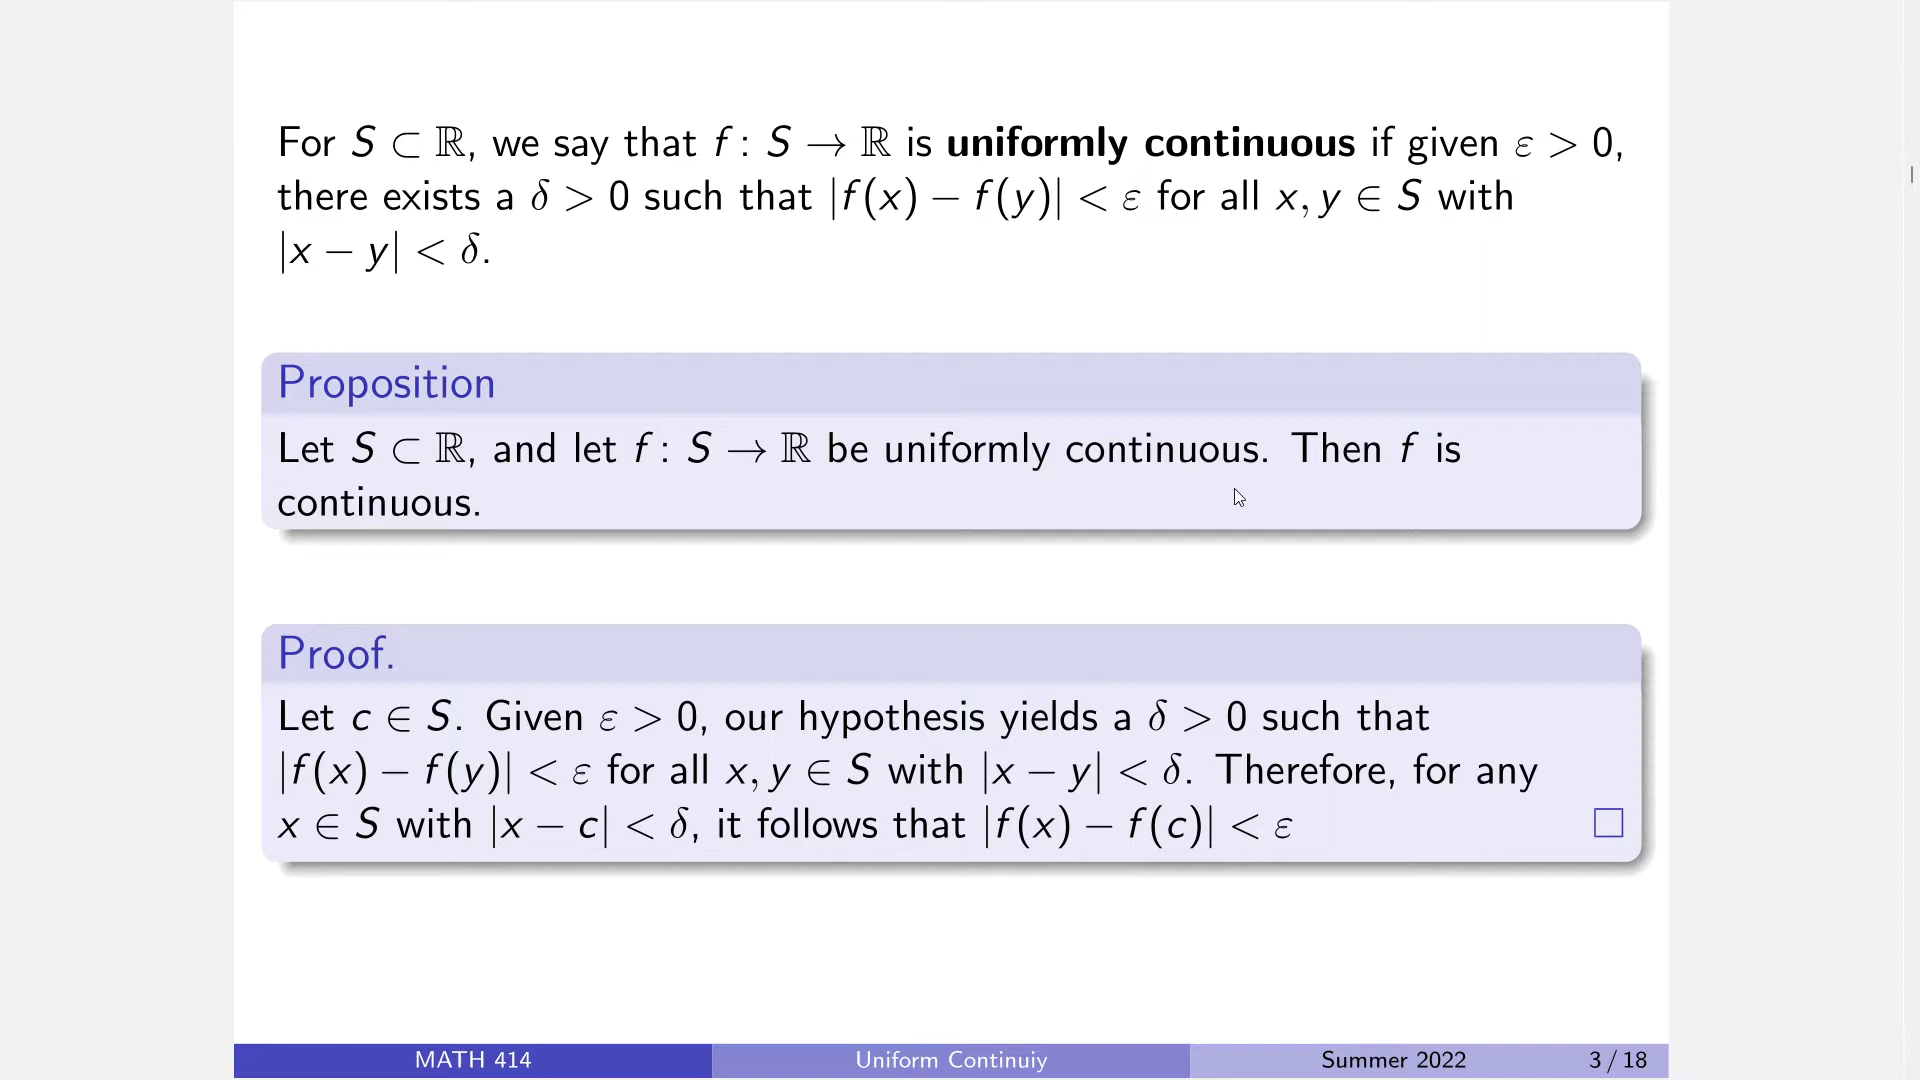 For S ⊂ ℝ, we say that f : S → ℝ is uniformly continuous if given ε > 0,
there exists a δ > 0 such that |f(x) − f(y)| < ε for all x, y ∈ S with
|x − y| < δ.
Proposition
Let S ⊂ ℝ, and let f : S → ℝ be uniformly continuous. Then f is
continuous.
Proof.
Let c ∈ S. Given ε > 0, our hypothesis yields a δ > 0 such that
|f(x) − f(y)| < ε for all x, y ∈ S with |x − y| < δ. Therefore, for any
x ∈ S with |x − c| < δ, it follows that |f(x) − f(c)| < ε □
MATH 414 Uniform Continuiy Summer 2022 3 / 18